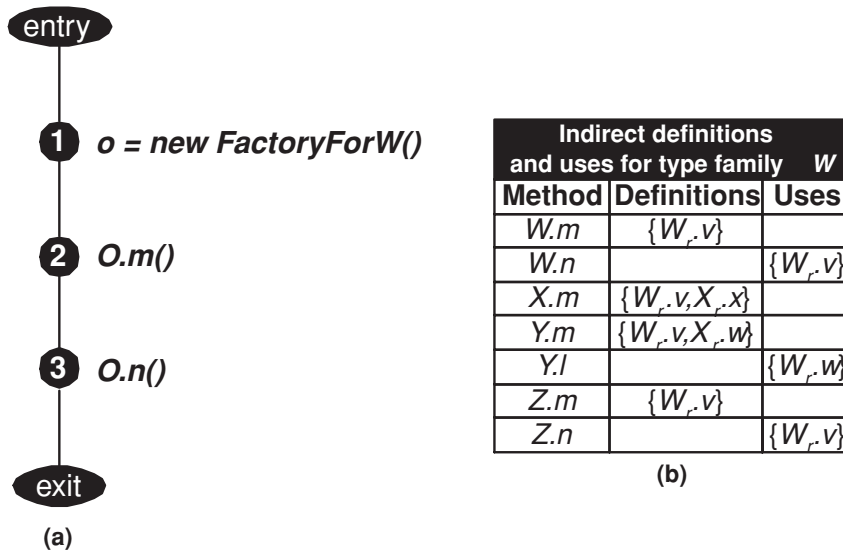 entry
1 o = new FactoryForW()
2 O.m()
3 O.n()
exit
(a)
Indirect definitions
and uses for type family W
Method Definitions Uses
W.m {W_r.v}
W.n {W_r.v}
X.m {W_r.v,X_r.x}
Y.m {W_r.v,X_r.w}
Y.l {W_r.w}
Z.m {W_r.v}
Z.n {W_r.v}
(b)